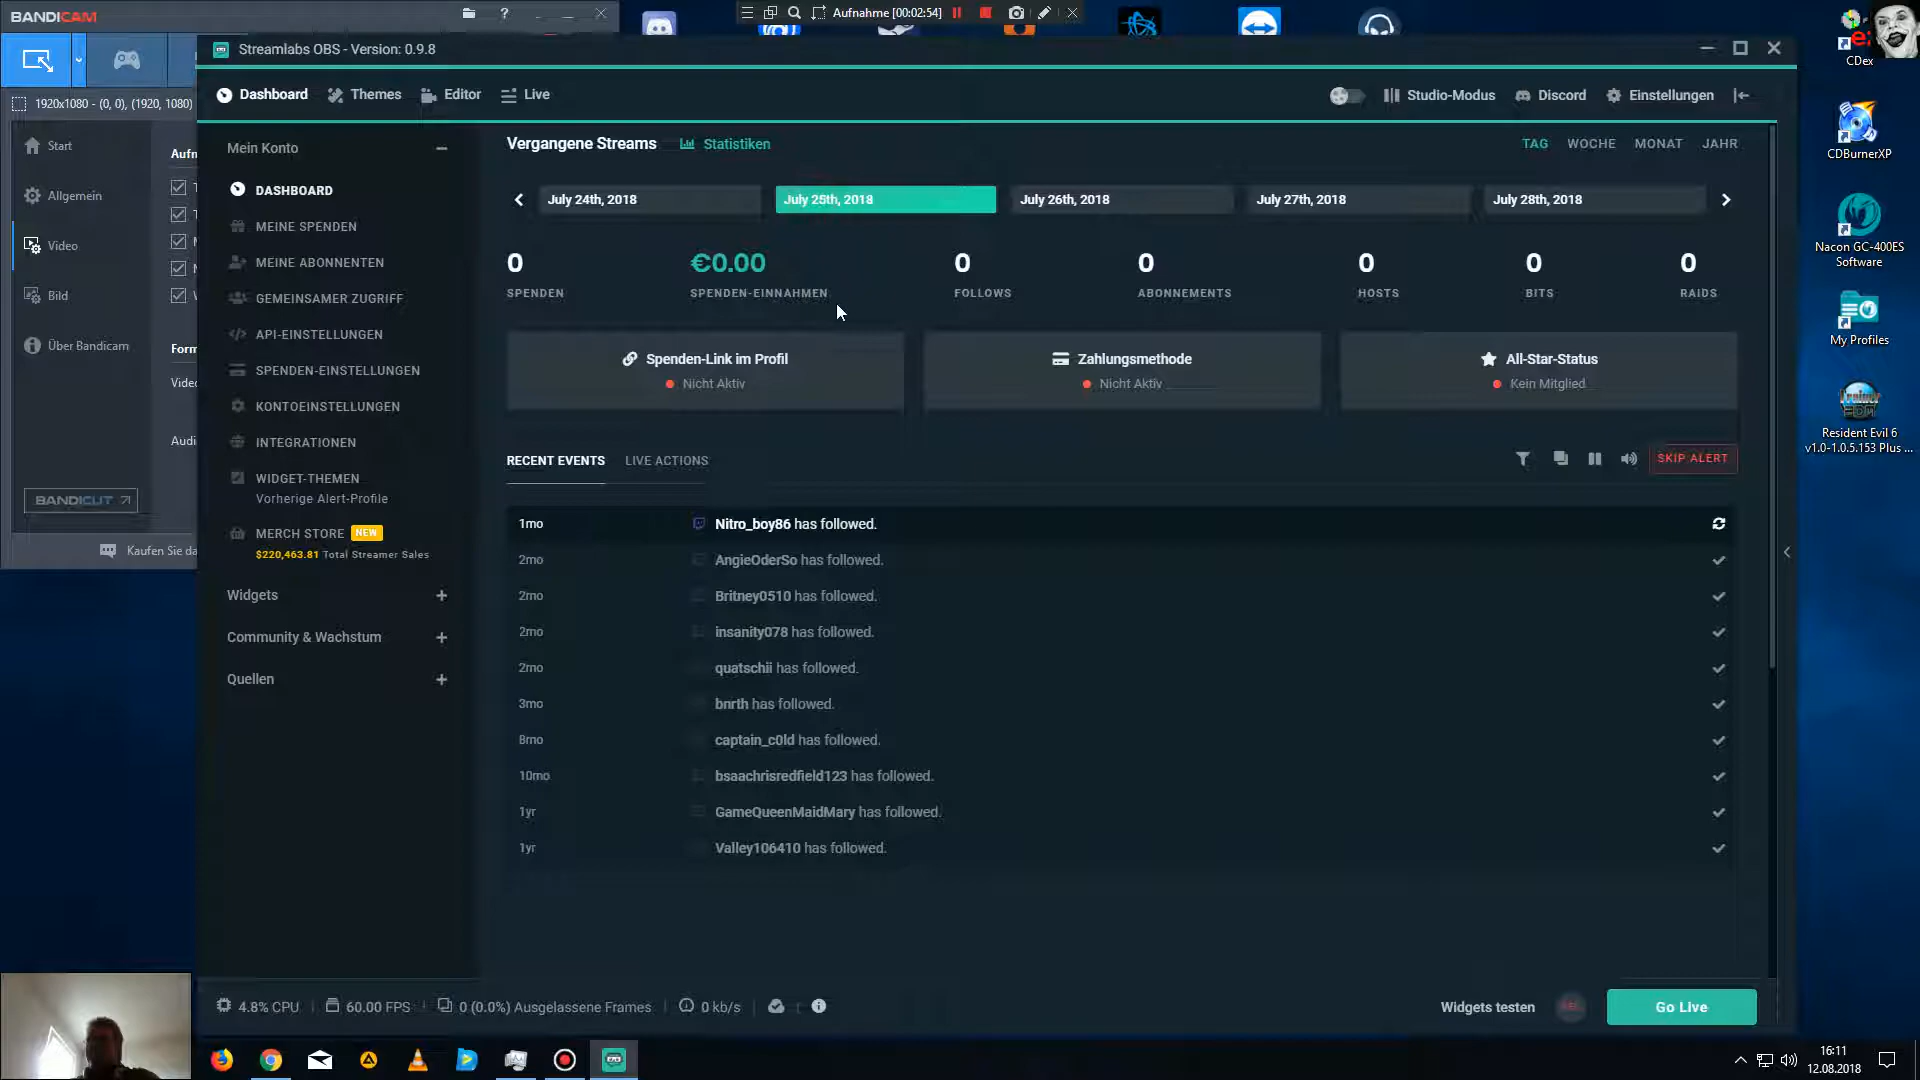 BANDICAM
?
Aufnahme [00:02:54]
1920x1080 - (0, 0), (1920, 1080)
Start
Allgemein
Video
Bild
Über Bandicam
Aufn
Form
Video
Audi
BANDICUT
Kaufen Sie da
Streamlabs OBS - Version: 0.9.8
Dashboard
Themes
Editor
Live
Studio-Modus
Discord
Einstellungen
Mein Konto
DASHBOARD
MEINE SPENDEN
MEINE ABONNENTEN
GEMEINSAMER ZUGRIFF
API-EINSTELLUNGEN
SPENDEN-EINSTELLUNGEN
KONTOEINSTELLUNGEN
INTEGRATIONEN
WIDGET-THEMEN
Vorherige Alert-Profile
MERCH STORE NEW
$220,463.81 Total Streamer Sales
Widgets
Community & Wachstum
Quellen
Vergangene Streams
Statistiken
TAG WOCHE MONAT JAHR
July 24th, 2018
July 25th, 2018
July 26th, 2018
July 27th, 2018
July 28th, 2018
0
SPENDEN
€0.00
SPENDEN-EINNAHMEN
0
FOLLOWS
0
ABONNEMENTS
0
HOSTS
0
BITS
0
RAIDS
Spenden-Link im Profil
Nicht Aktiv
Zahlungsmethode
Nicht Aktiv
All-Star-Status
Kein Mitglied
RECENT EVENTS
LIVE ACTIONS
SKIP ALERT
1mo Nitro_boy86 has followed.
2mo AngieOderSo has followed.
2mo Britney0510 has followed.
2mo insanity078 has followed.
2mo quatschii has followed.
3mo bnrth has followed.
8mo captain_c0ld has followed.
10mo bsaachrisredfield123 has followed.
1yr GameQueenMaidMary has followed.
1yr Valley106410 has followed.
4.8% CPU
60.00 FPS
0 (0.0%) Ausgelassene Frames
0 kb/s
Widgets testen
REC
Go Live
CDex
CDBurnerXP
Nacon GC-400ES
Software
My Profiles
Resident Evil 6
v1.0-1.0.5.153 Plus ...
16:11
12.08.2018